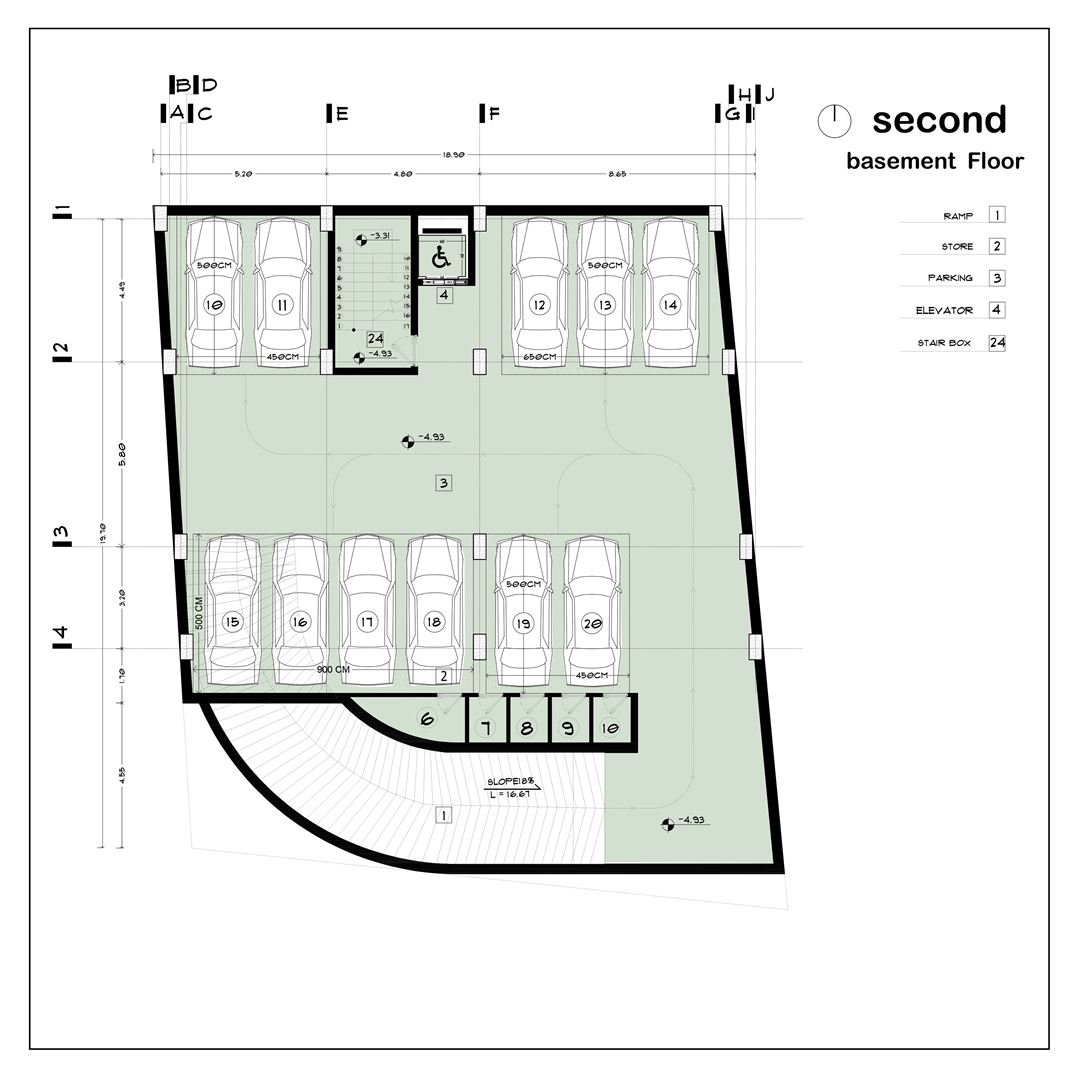 B D
H J
A C E F G I
second
basement Floor
18.90
5.20 4.80 8.65
1
RAMP 1
STORE 2
PARKING 3
ELEVATOR 4
STAIR BOX 24
-3.31
500CM
500CM
9
8
7
6
5
4
3
2
1
10
11
12
13
14
15
16
17
4.49
4
10 11 12 13 14
24
2
450CM
-4.93
650CM
-4.93
5.80
3
19.70
3
500CM
3.20
500 CM
15 16 17 18 19 20
4
900 CM
2
450CM
1.70
6 7 8 9 10
4.55
SLOPE18%
L = 16.67
1
-4.93